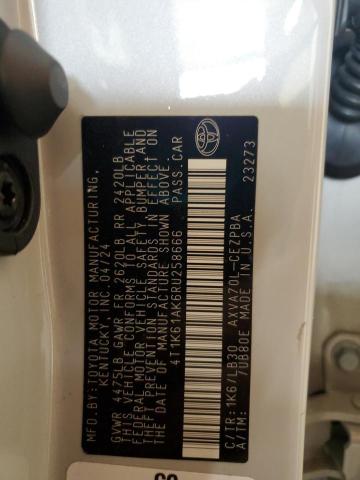 MFD.BY:TOYOTA MOTOR MANUFACTURING,
KENTUCKY, INC. 04/24
GVWR 4475LB GAWR FR 2620LB RR 2420LB
THIS VEHICLE CONFORMS TO ALL APPLICABLE
FEDERAL MOTOR VEHICLE SAFETY, BUMPER, AND
THEFT PREVENTION STANDARDS IN EFFECT ON
THE DATE OF MANUFACTURE SHOWN ABOVE.
4T1K61AK6RU258666 PASS.CAR
C/TR:1K6/LB30 AXVA70L-CEZPBA
A/TM: -/UB80E MADE IN U.S.A. 23273